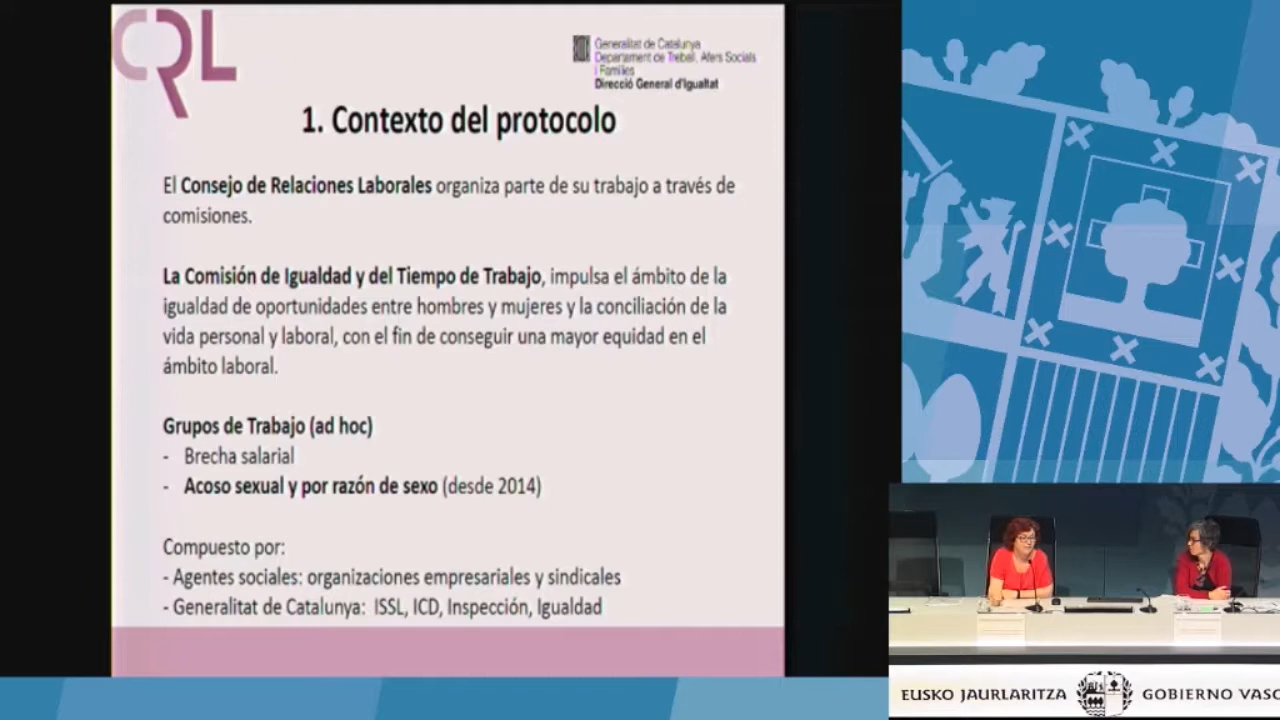 CRL
Generalitat de Catalunya
Departament de Treball, Afers Socials
i Famílies
Direcció General d'Igualtat
1. Contexto del protocolo
El Consejo de Relaciones Laborales organiza parte de su trabajo a través de
comisiones.
La Comisión de Igualdad y del Tiempo de Trabajo, impulsa el ámbito de la
igualdad de oportunidades entre hombres y mujeres y la conciliación de la
vida personal y laboral, con el fin de conseguir una mayor equidad en el
ámbito laboral.
Grupos de Trabajo (ad hoc)
- Brecha salarial
- Acoso sexual y por razón de sexo (desde 2014)
Compuesto por:
- Agentes sociales: organizaciones empresariales y sindicales
- Generalitat de Catalunya: ISSL, ICD, Inspección, Igualdad
EUSKO JAURLARITZA GOBIERNO VASC